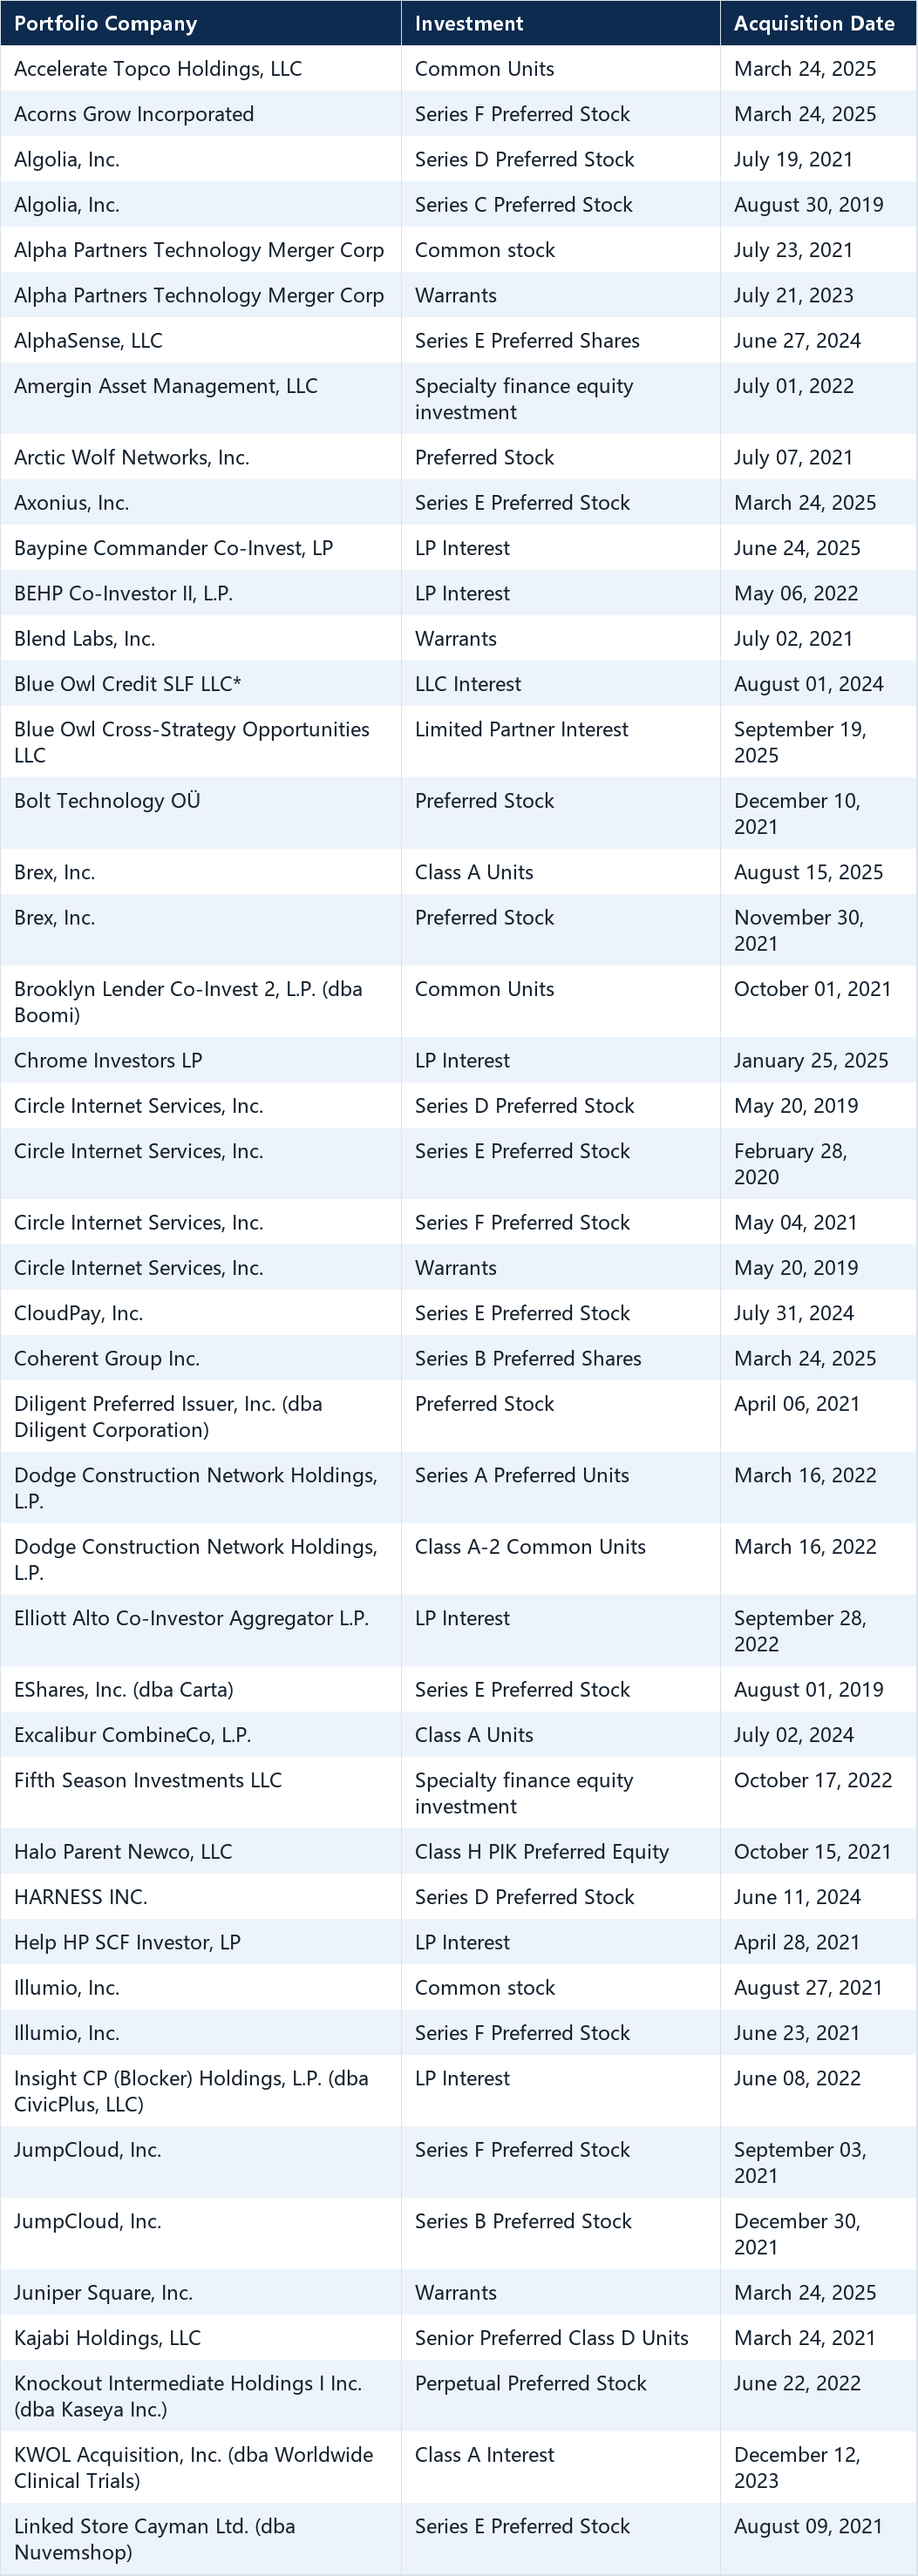 Portfolio Company Investment Acquisition Date
Accelerate Topco Holdings, LLC Common Units March 24, 2025
Acorns Grow Incorporated Series F Preferred Stock March 24, 2025
Algolia, Inc. Series D Preferred Stock July 19, 2021
Algolia, Inc. Series C Preferred Stock August 30, 2019
Alpha Partners Technology Merger Corp Common stock July 23, 2021
Alpha Partners Technology Merger Corp Warrants July 21, 2023
AlphaSense, LLC Series E Preferred Shares June 27, 2024
Amergin Asset Management, LLC Specialty finance equity July 01, 2022
investment
Arctic Wolf Networks, Inc. Preferred Stock July 07, 2021
Axonius, Inc. Series E Preferred Stock March 24, 2025
Baypine Commander Co-Invest, LP LP Interest June 24, 2025
BEHP Co-Investor II, L.P. LP Interest May 06, 2022
Blend Labs, Inc. Warrants July 02, 2021
Blue Owl Credit SLF LLC* LLC Interest August 01, 2024
Blue Owl Cross-Strategy Opportunities Limited Partner Interest September 19,
LLC 2025
Bolt Technology OÜ Preferred Stock December 10,
2021
Brex, Inc. Class A Units August 15, 2025
Brex, Inc. Preferred Stock November 30,
2021
Brooklyn Lender Co-Invest 2, L.P. (dba Common Units October 01, 2021
Boomi)
Chrome Investors LP LP Interest January 25, 2025
Circle Internet Services, Inc. Series D Preferred Stock May 20, 2019
Circle Internet Services, Inc. Series E Preferred Stock February 28,
2020
Circle Internet Services, Inc. Series F Preferred Stock May 04, 2021
Circle Internet Services, Inc. Warrants May 20, 2019
CloudPay, Inc. Series E Preferred Stock July 31, 2024
Coherent Group Inc. Series B Preferred Shares March 24, 2025
Diligent Preferred Issuer, Inc. (dba Preferred Stock April 06, 2021
Diligent Corporation)
Dodge Construction Network Holdings, Series A Preferred Units March 16, 2022
L.P.
Dodge Construction Network Holdings, Class A-2 Common Units March 16, 2022
L.P.
Elliott Alto Co-Investor Aggregator L.P. LP Interest September 28,
2022
EShares, Inc. (dba Carta) Series E Preferred Stock August 01, 2019
Excalibur CombineCo, L.P. Class A Units July 02, 2024
Fifth Season Investments LLC Specialty finance equity October 17, 2022
investment
Halo Parent Newco, LLC Class H PIK Preferred Equity October 15, 2021
HARNESS INC. Series D Preferred Stock June 11, 2024
Help HP SCF Investor, LP LP Interest April 28, 2021
Illumio, Inc. Common stock August 27, 2021
Illumio, Inc. Series F Preferred Stock June 23, 2021
Insight CP (Blocker) Holdings, L.P. (dba LP Interest June 08, 2022
CivicPlus, LLC)
JumpCloud, Inc. Series F Preferred Stock September 03,
2021
JumpCloud, Inc. Series B Preferred Stock December 30,
2021
Juniper Square, Inc. Warrants March 24, 2025
Kajabi Holdings, LLC Senior Preferred Class D Units March 24, 2021
Knockout Intermediate Holdings I Inc. Perpetual Preferred Stock June 22, 2022
(dba Kaseya Inc.)
KWOL Acquisition, Inc. (dba Worldwide Class A Interest December 12,
Clinical Trials) 2023
Linked Store Cayman Ltd. (dba Series E Preferred Stock August 09, 2021
Nuvemshop)